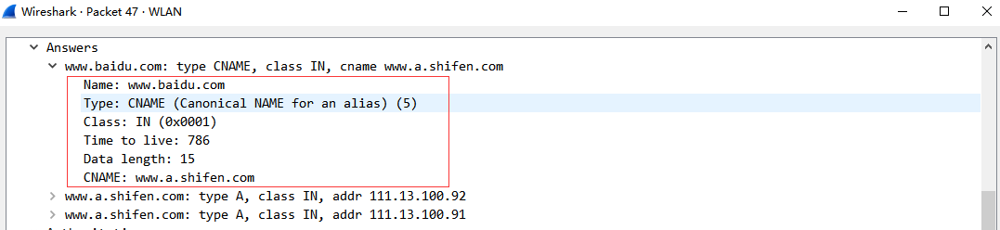 Wireshark · Packet 47 · WLAN
Answers
www.baidu.com: type CNAME, class IN, cname www.a.shifen.com
Name: www.baidu.com
Type: CNAME (Canonical NAME for an alias) (5)
Class: IN (0x0001)
Time to live: 786
Data length: 15
CNAME: www.a.shifen.com
www.a.shifen.com: type A, class IN, addr 111.13.100.92
www.a.shifen.com: type A, class IN, addr 111.13.100.91